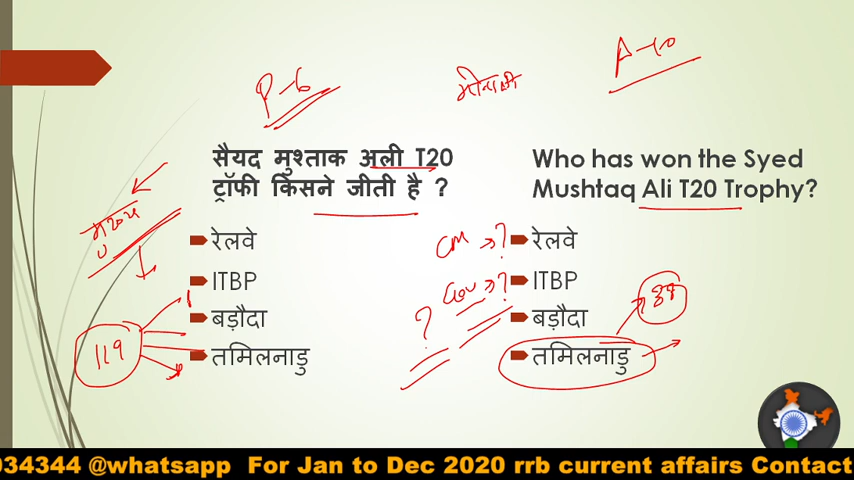 P-6
A-10
सैयद मुश्ताक अली T20
ट्रॉफी किसने जीती है ?
रेलवे
ITBP
बड़ौदा
तमिलनाडु
119
Who has won the Syed
Mushtaq Ali T20 Trophy?
CM → ?
Gov → ?
?
रेलवे
ITBP
बड़ौदा
तमिलनाडु
034344 @whatsapp For Jan to Dec 2020 rrb current affairs Contact